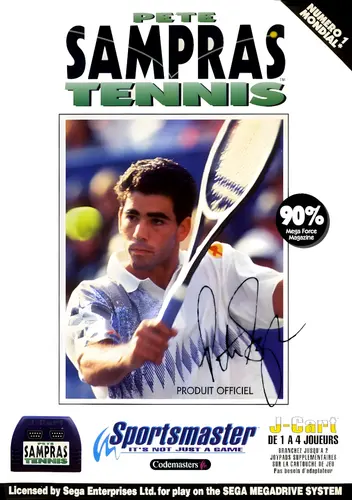 PETE
SAMPRAS
TENNIS
TM
NUMERO 1
MONDIAL!
90%
Mega Force
Magazine
PRODUIT OFFICIEL
PETE
SAMPRAS
TENNIS
Sportsmaster
IT'S NOT JUST A GAME
Codemasters
J-Cart
DE 1 A 4 JOUEURS
BRANCHEZ JUSQU'A 2
JOYPADS SUPPLEMENTAIRES
SUR LA CARTOUCHE DE JEU
Pas besoin d'adaptateur
Licensed by Sega Enterprises Ltd. for play on the SEGA MEGADRIVE SYSTEM